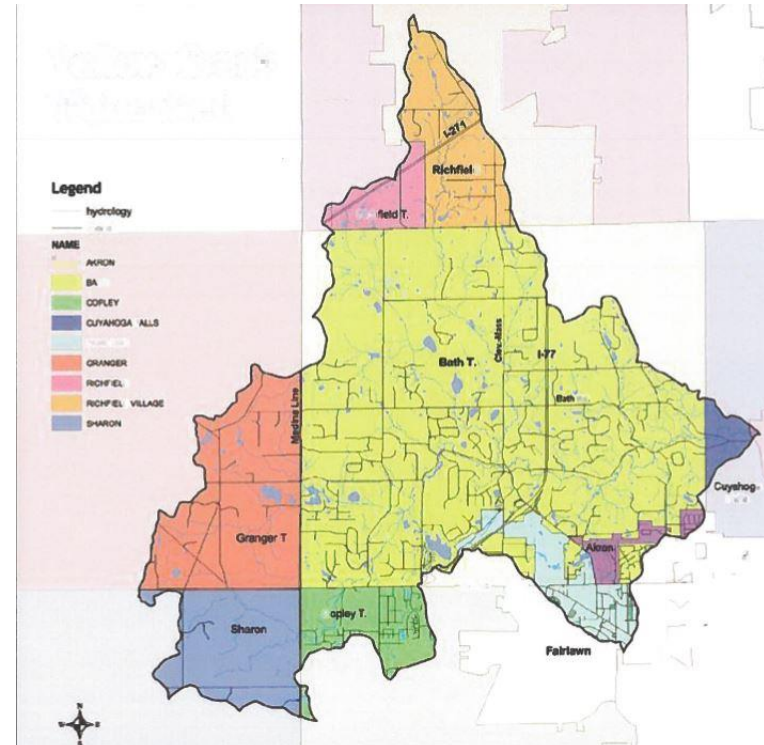 I-271
Richfiel
field T.
Legend
hydrology
NAME
AKRON
BA
COPLEY
CUYAHOGA ALLS
GRANGER
RICHFIEL
RICHFIEL VILLAGE
SHARON
Clev.-Mass
I-77
Bath T.
Bath
Medina Line
Cuyahog
Granger T
Akron
opley T.
Sharon
Fairlawn
N
W E
S